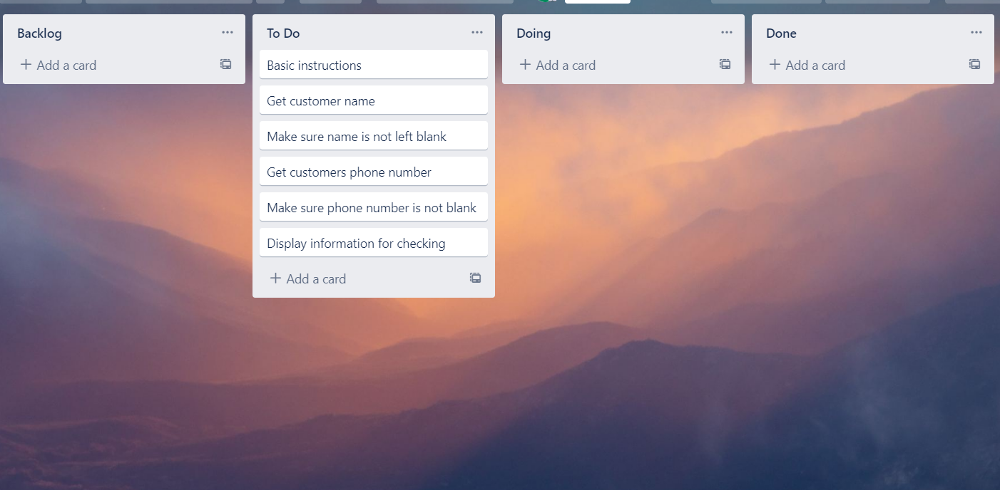 Backlog
Add a card
To Do
Basic instructions
Get customer name
Make sure name is not left blank
Get customers phone number
Make sure phone number is not blank
Display information for checking
Add a card
Doing
Add a card
Done
Add a card